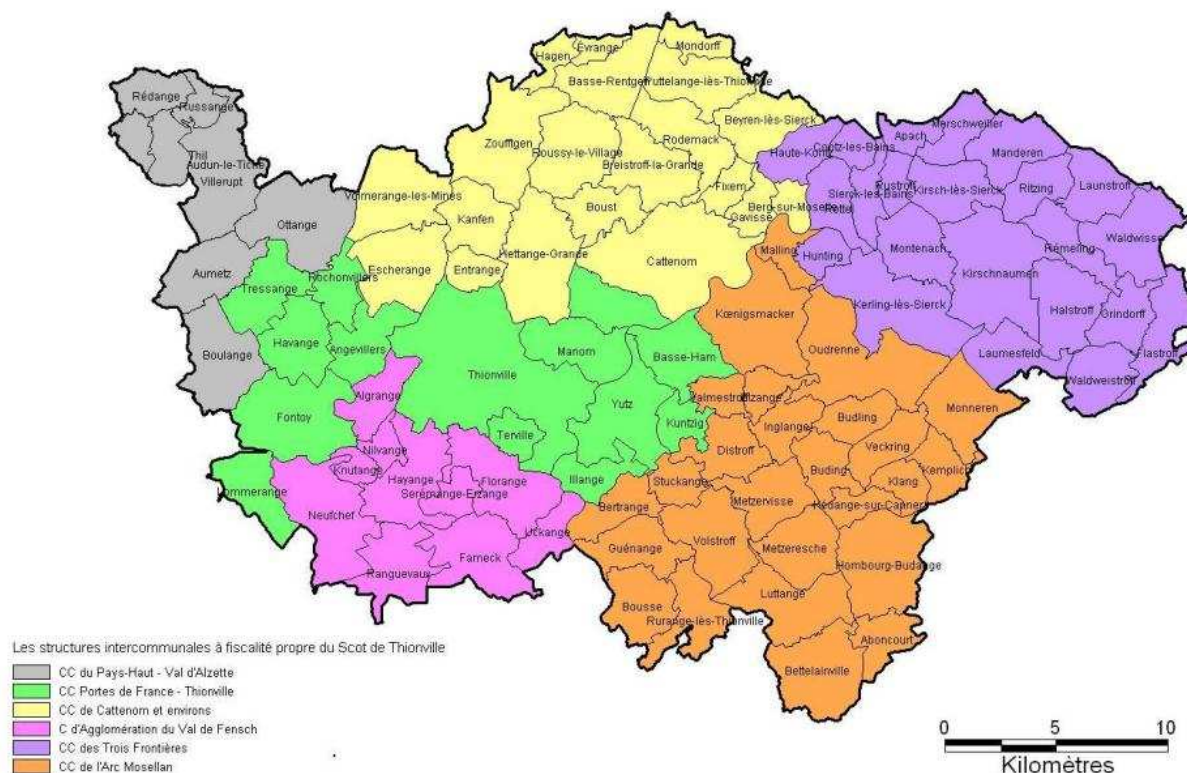 Mondorff
Evrange
Hagen
Basse-Rentgen
Puttelange-lès-Thionville
Rédange
Russange
Beyren-lès-Sierck
Merschweiller
Zoufftgen
Rodemack
Apach
Roussy-le-Village
Contz-les-Bains
Haute-Kontz
Manderen
Thil
Breistroff-la-Grande
Audun-le-Tiche
Villerupt
Fixem
Rustroff
Kirsch-lès-Sierck
Ritzing
Launstroff
Volmerange-les-Mines
Sierck-les-Bains
Boust
Berg-sur-Moselle
Rettel
Kanfen
Gavisse
Ottange
Waldwisse
Malling
Montenach
Rémeling
Hettange-Grande
Hunting
Cattenom
Aumetz
Escherange
Entrange
Rochonvillers
Kirschnaumen
Tressange
Kerling-lès-Sierck
Halstroff
Grindorff
Kœnigsmacker
Havange
Angevillers
Oudrenne
Boulange
Manom
Basse-Ham
Laumesfeld
Flastroff
Thionville
Waldweistroff
Algrange
Valmestroff
Elzange
Yutz
Monneren
Fontoy
Kuntzig
Inglange
Budling
Terville
Nilvange
Distroff
Veckring
Knutange
Buding
Kemplich
Hayange
Florange
Illange
Stuckange
Klang
Lommerange
Serémange-Erzange
Metzervisse
Kédange-sur-Canner
Neufchef
Bertrange
Uckange
Volstroff
Guénange
Metzeresche
Fameck
Hombourg-Budange
Ranguevaux
Luttange
Bousse
Rurange-lès-Thionville
Aboncourt
Bettelainville
Les structures intercommunales à fiscalité propre du Scot de Thionville
CC du Pays-Haut - Val d'Alzette
CC Portes de France - Thionville
CC de Cattenom et environs
C d'Agglomération du Val de Fensch
CC des Trois Frontières
CC de l'Arc Mosellan
0 5 10
Kilomètres